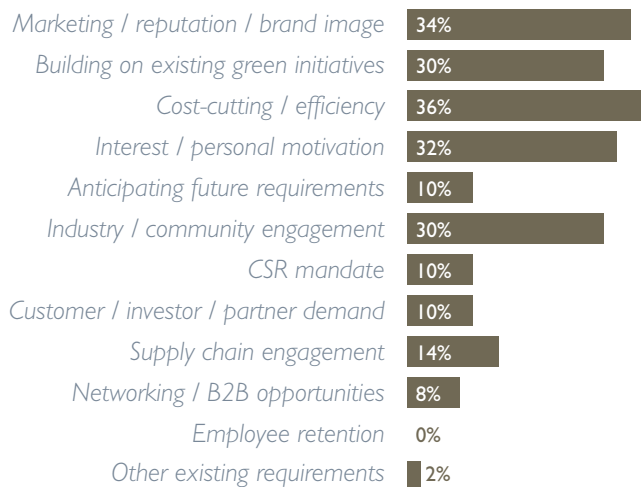 Marketing / reputation / brand image 34%
Building on existing green initiatives 30%
Cost-cutting / efficiency 36%
Interest / personal motivation 32%
Anticipating future requirements 10%
Industry / community engagement 30%
CSR mandate 10%
Customer / investor / partner demand 10%
Supply chain engagement 14%
Networking / B2B opportunities 8%
Employee retention 0%
Other existing requirements 2%